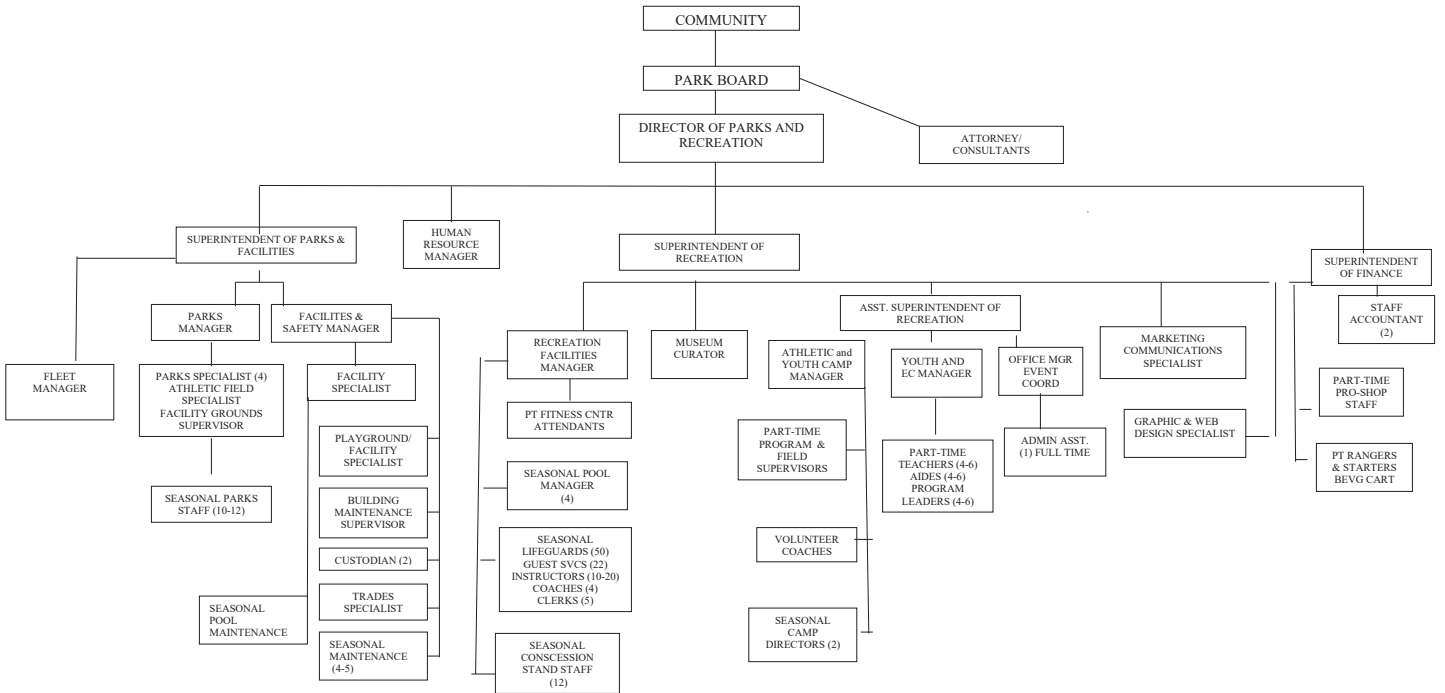 COMMUNITY
PARK BOARD
DIRECTOR OF PARKS AND
RECREATION
ATTORNEY/
CONSULTANTS
SUPERINTENDENT OF PARKS &
FACILITIES
HUMAN
RESOURCE
MANAGER
SUPERINTENDENT OF
RECREATION
SUPERINTENDENT
OF FINANCE
FLEET
MANAGER
PARKS
MANAGER
FACILITES &
SAFETY MANAGER
PARKS SPECIALIST (4)
ATHLETIC FIELD
SPECIALIST
FACILITY GROUNDS
SUPERVISOR
SEASONAL PARKS
STAFF (10-12)
FACILITY
SPECIALIST
PLAYGROUND/
FACILITY
SPECIALIST
BUILDING
MAINTENANCE
SUPERVISOR
CUSTODIAN (2)
TRADES
SPECIALIST
SEASONAL
MAINTENANCE
(4-5)
SEASONAL
POOL
MAINTENANCE
RECREATION
FACILITIES
MANAGER
PT FITNESS CNTR
ATTENDANTS
SEASONAL POOL
MANAGER
(4)
SEASONAL
LIFEGUARDS (50)
GUEST SVCS (22)
INSTRUCTORS (10-20)
COACHES (4)
CLERKS (5)
SEASONAL
CONSCESSION
STAND STAFF
(12)
MUSEUM
CURATOR
ASST. SUPERINTENDENT OF
RECREATION
ATHLETIC and
YOUTH CAMP
MANAGER
PART-TIME
PROGRAM &
FIELD
SUPERVISORS
VOLUNTEER
COACHES
SEASONAL
CAMP
DIRECTORS (2)
YOUTH AND
EC MANAGER
PART-TIME
TEACHERS (4-6)
AIDES (4-6)
PROGRAM
LEADERS (4-6)
OFFICE MGR
EVENT
COORD
ADMIN ASST.
(1) FULL TIME
MARKETING
COMMUNICATIONS
SPECIALIST
GRAPHIC & WEB
DESIGN SPECIALIST
STAFF
ACCOUNTANT
(2)
PART-TIME
PRO-SHOP
STAFF
PT RANGERS
& STARTERS
BEVG CART